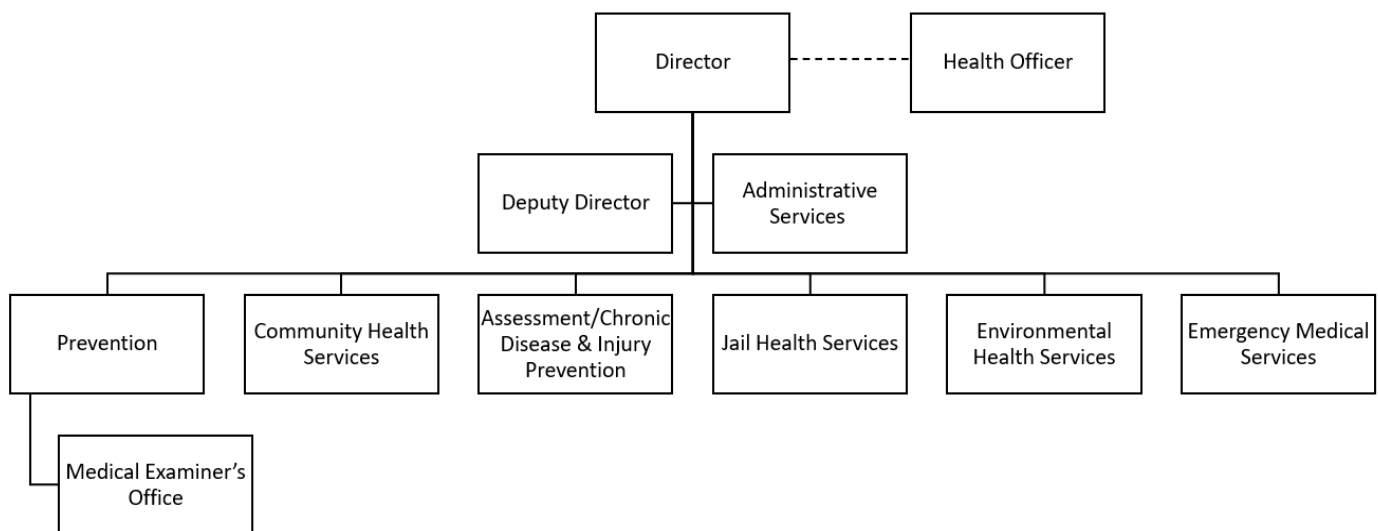 Director
Health Officer
Deputy Director
Administrative
Services
Prevention
Community Health
Services
Assessment/Chronic
Disease & Injury
Prevention
Jail Health Services
Environmental
Health Services
Emergency Medical
Services
Medical Examiner’s
Office